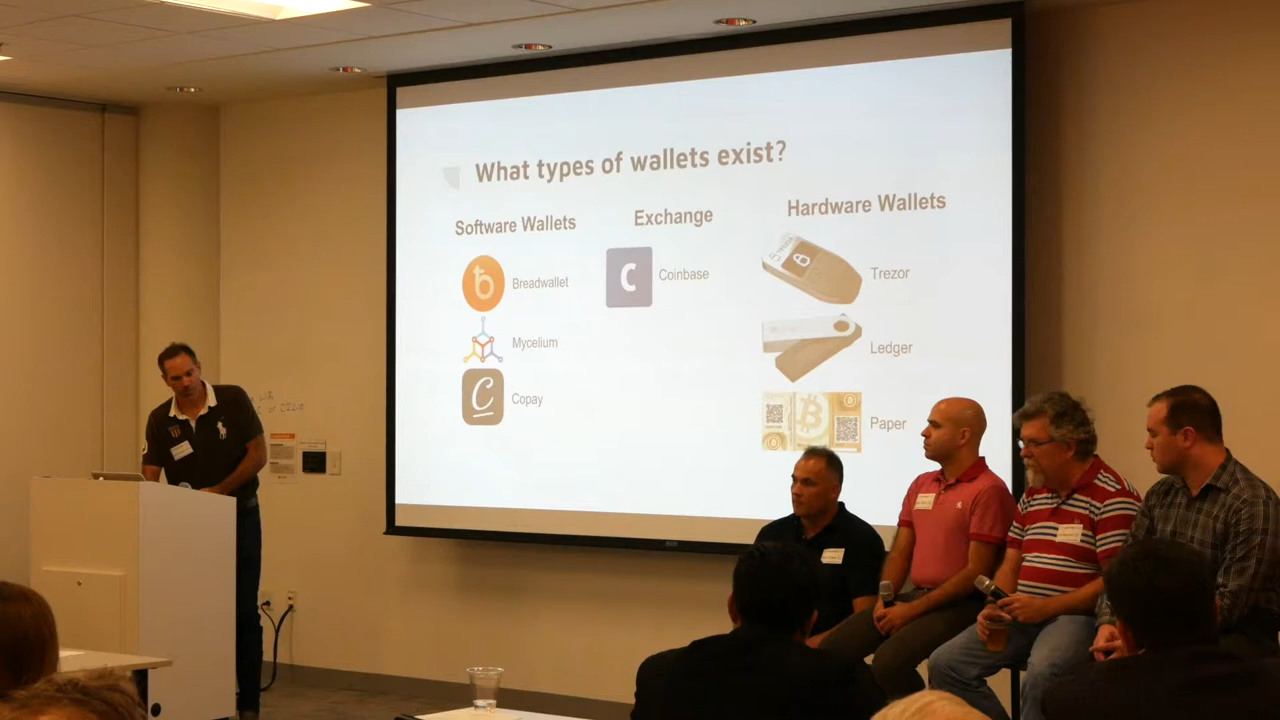 What types of wallets exist?
Software Wallets
Exchange
Hardware Wallets
Breadwallet
Coinbase
Trezor
Mycelium
Ledger
Copay
Paper